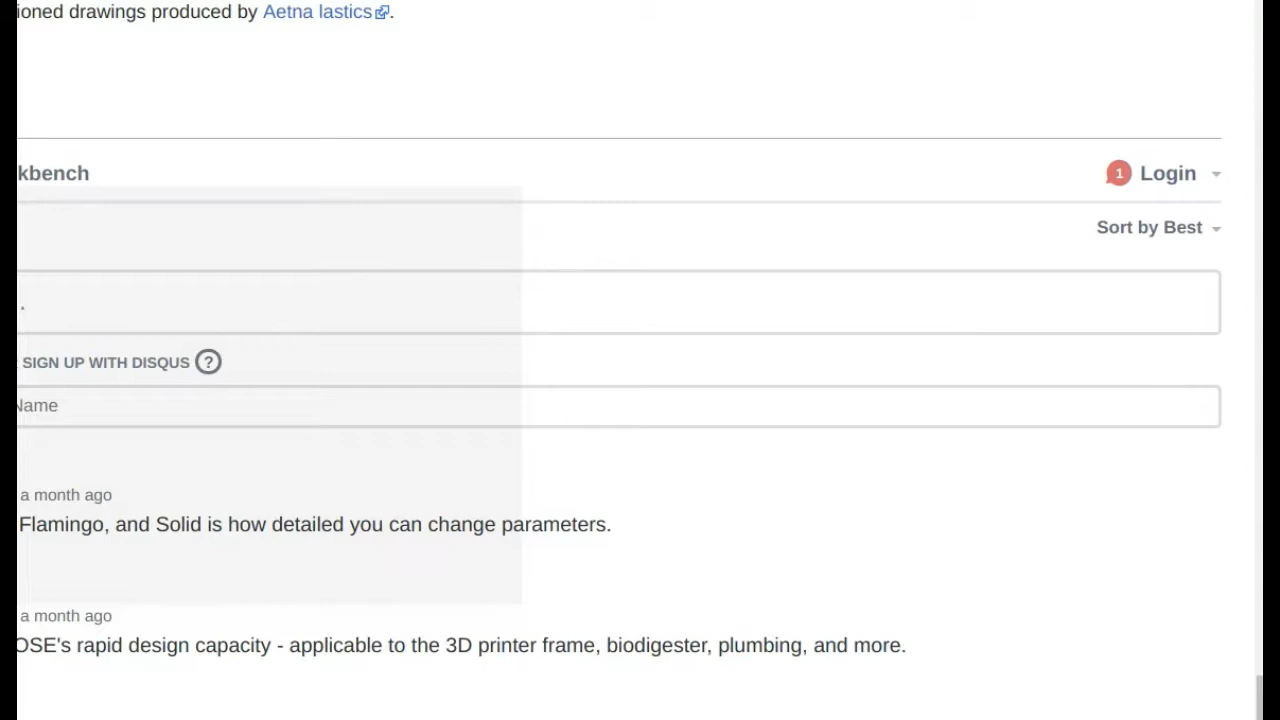 ioned drawings produced by Aetna lastics.
kbench
1 Login
Sort by Best
.
SIGN UP WITH DISQUS ?
Name
a month ago
Flamingo, and Solid is how detailed you can change parameters.
a month ago
OSE's rapid design capacity - applicable to the 3D printer frame, biodigester, plumbing, and more.